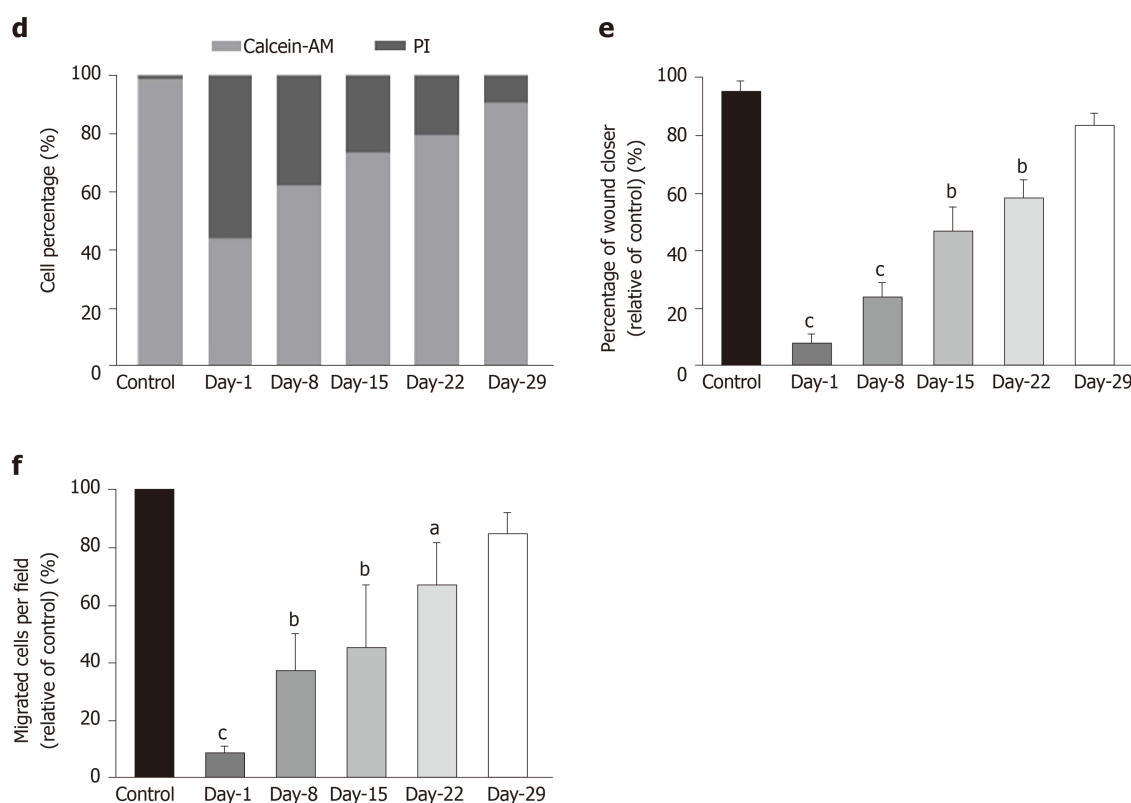 d
Calcein-AM PI
Cell percentage (%)
100
80
60
40
20
0
Control Day-1 Day-8 Day-15 Day-22 Day-29
e
Percentage of wound closer
(relative of control) (%)
100
80
60
40
20
0
c
c
b
b
Control Day-1 Day-8 Day-15 Day-22 Day-29
f
Migrated cells per field
(relative of control) (%)
100
80
60
40
20
0
c
b
b
a
Control Day-1 Day-8 Day-15 Day-22 Day-29